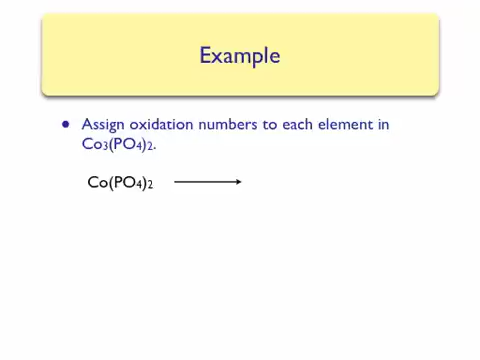 Example
• Assign oxidation numbers to each element in
Co₃(PO₄)₂.
Co(PO₄)₂ ⟶